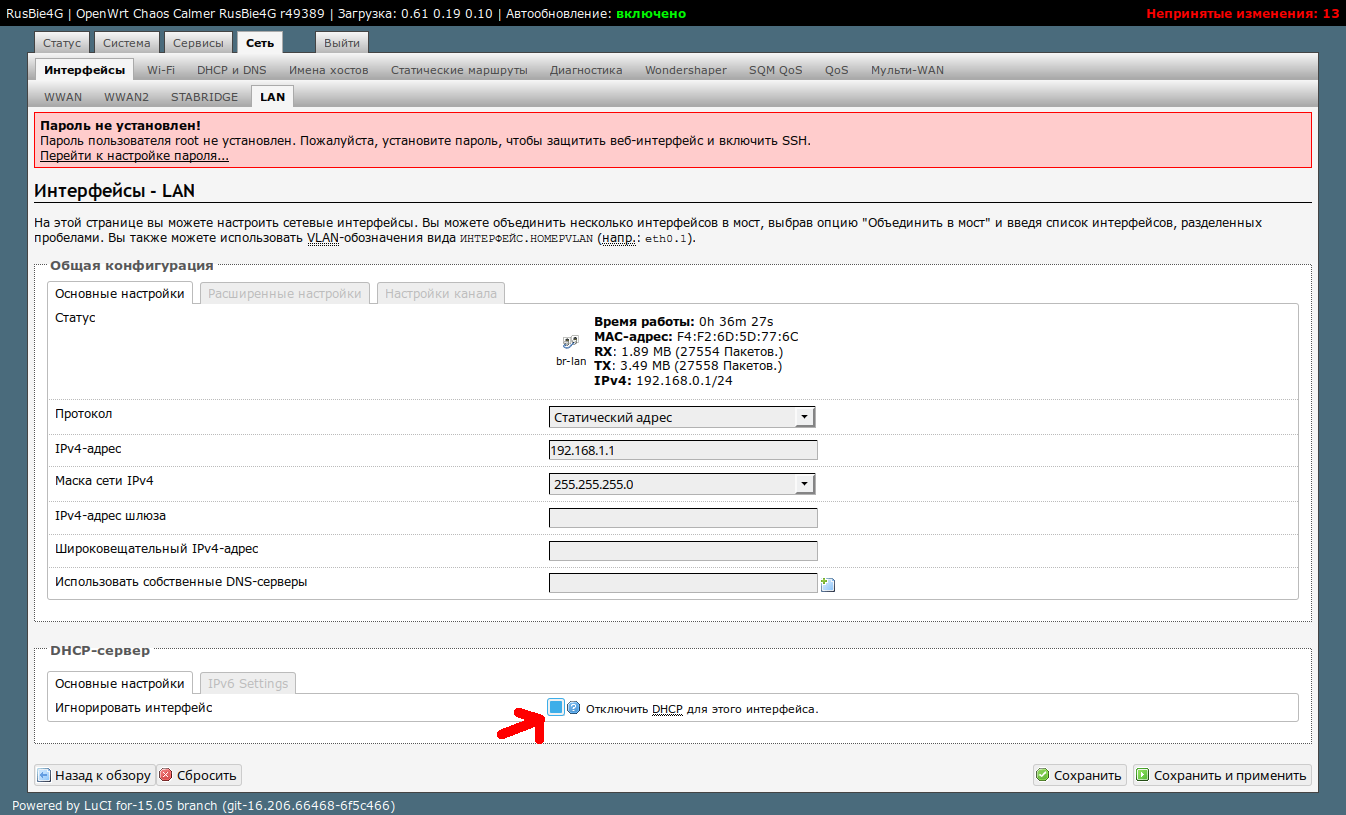 RusBie4G | OpenWrt Chaos Calmer RusBie4G r49389 | Загрузка: 0.61 0.19 0.10 | Автообновление: включено
Непринятые изменения: 13
Статус Система Сервисы Сеть Выйти
Интерфейсы Wi-Fi DHCP и DNS Имена хостов Статические маршруты Диагностика Wondershaper SQM QoS QoS Мульти-WAN
WWAN WWAN2 STABRIDGE LAN
Пароль не установлен!
Пароль пользователя root не установлен. Пожалуйста, установите пароль, чтобы защитить веб-интерфейс и включить SSH.
Перейти к настройке пароля...
Интерфейсы - LAN
На этой странице вы можете настроить сетевые интерфейсы. Вы можете объединить несколько интерфейсов в мост, выбрав опцию "Объединить в мост" и введя список интерфейсов, разделенных
пробелами. Вы также можете использовать VLAN-обозначения вида ИНТЕРФЕЙС.НОМЕРVLAN (напр.: eth0.1).
Общая конфигурация
Основные настройки Расширенные настройки Настройки канала
Статус
br-lan
Время работы: 0h 36m 27s
MAC-адрес: F4:F2:6D:5D:77:6C
RX: 1.89 MB (27554 Пакетов.)
TX: 3.49 MB (27558 Пакетов.)
IPv4: 192.168.0.1/24
Протокол Статический адрес
IPv4-адрес 192.168.1.1
Маска сети IPv4 255.255.255.0
IPv4-адрес шлюза
Широковещательный IPv4-адрес
Использовать собственные DNS-серверы
DHCP-сервер
Основные настройки IPv6 Settings
Игнорировать интерфейс Отключить DHCP для этого интерфейса.
Назад к обзору Сбросить Сохранить Сохранить и применить
Powered by LuCI for-15.05 branch (git-16.206.66468-6f5c466)